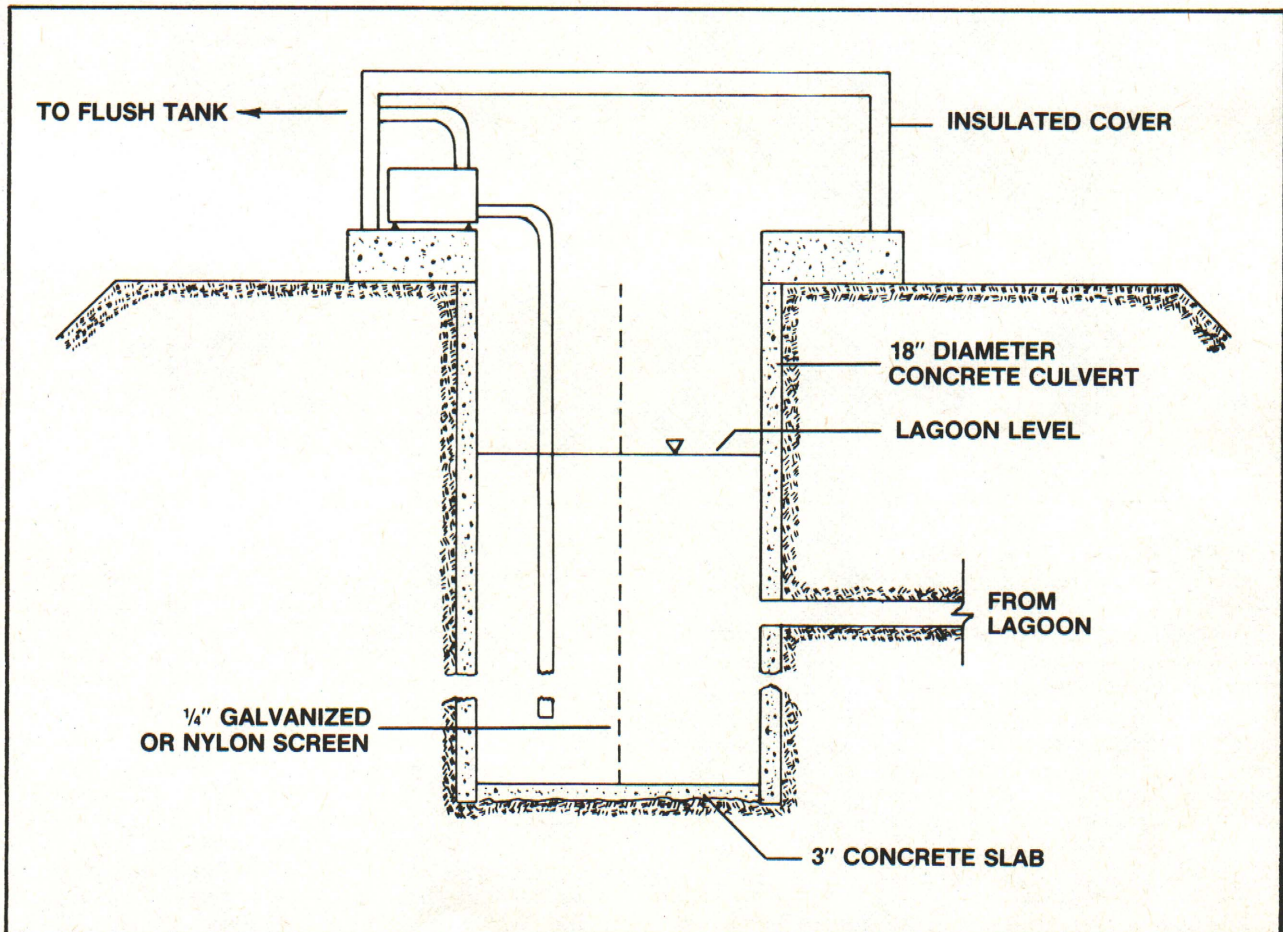 TO FLUSH TANK
INSULATED COVER
18" DIAMETER
CONCRETE CULVERT
LAGOON LEVEL
FROM
LAGOON
1/4" GALVANIZED
OR NYLON SCREEN
3" CONCRETE SLAB